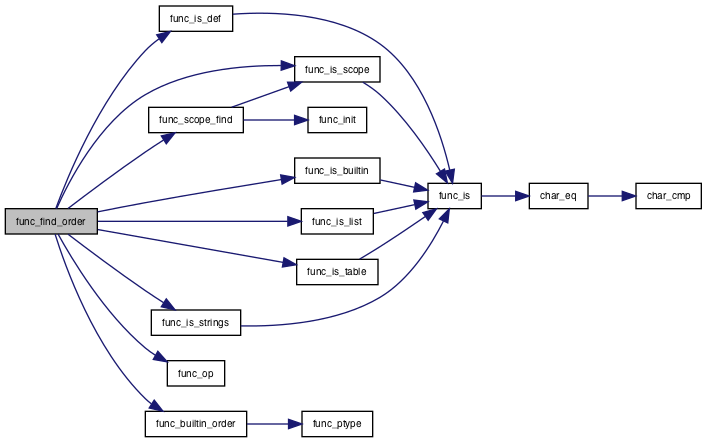 func_is_def
func_is_scope
func_scope_find
func_init
func_is_builtin
func_is
char_eq
char_cmp
func_find_order
func_is_list
func_is_table
func_is_strings
func_op
func_builtin_order
func_ptype